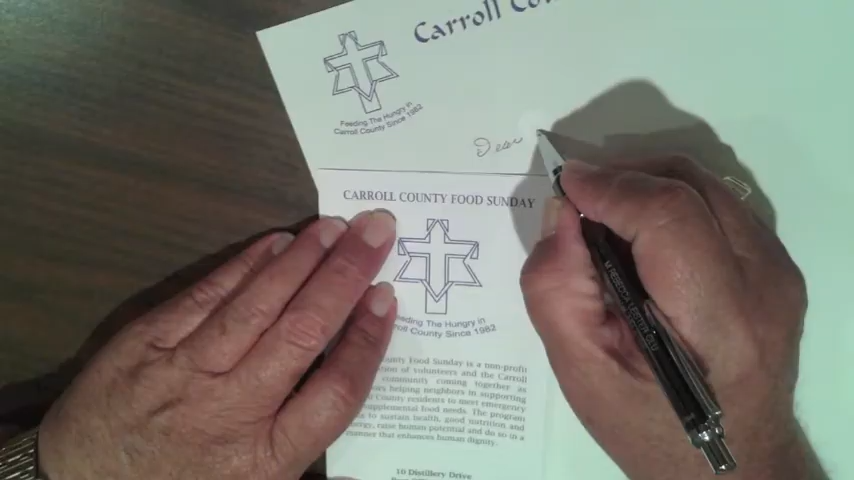 Carroll
Feeding The Hungry in
Carroll County Since 1982
Dear
CARROLL COUNTY FOOD SUNDAY
The Hungry in
County Since 1982
County Food Sunday is a non-profit
of volunteers and the Carroll
community coming together as
helping neighbors in supporting
County residents to meet emergency
supplemental food needs. The program
to sustain health, good nutrition and
energy, raise human potential and do so in a
manner that enhances human dignity.
10 Distillery Drive